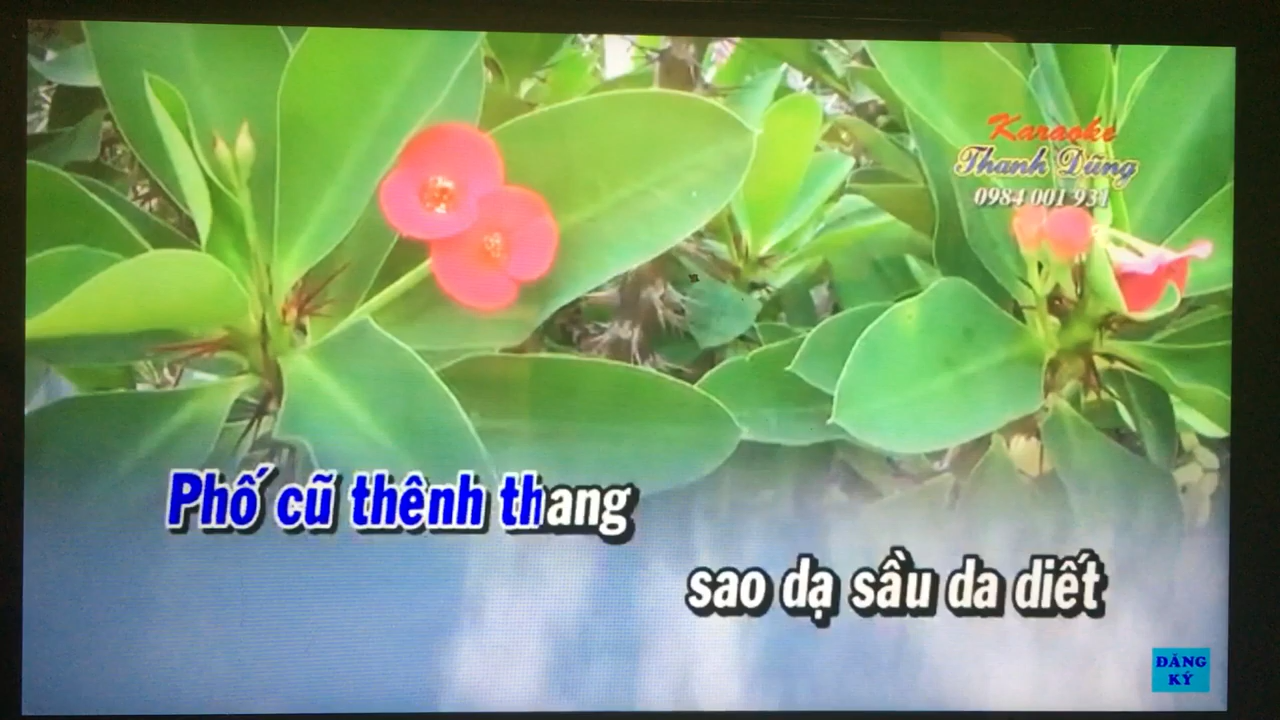 Karaoke
Thanh Dũng
0984 001 931
Phố cũ thênh thang
sao dạ sầu da diết
ĐĂNG
KÝ